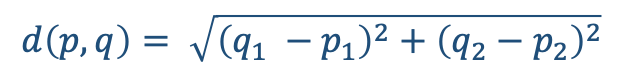 d(p, q) = √((q₁ − p₁)² + (q₂ − p₂)²)